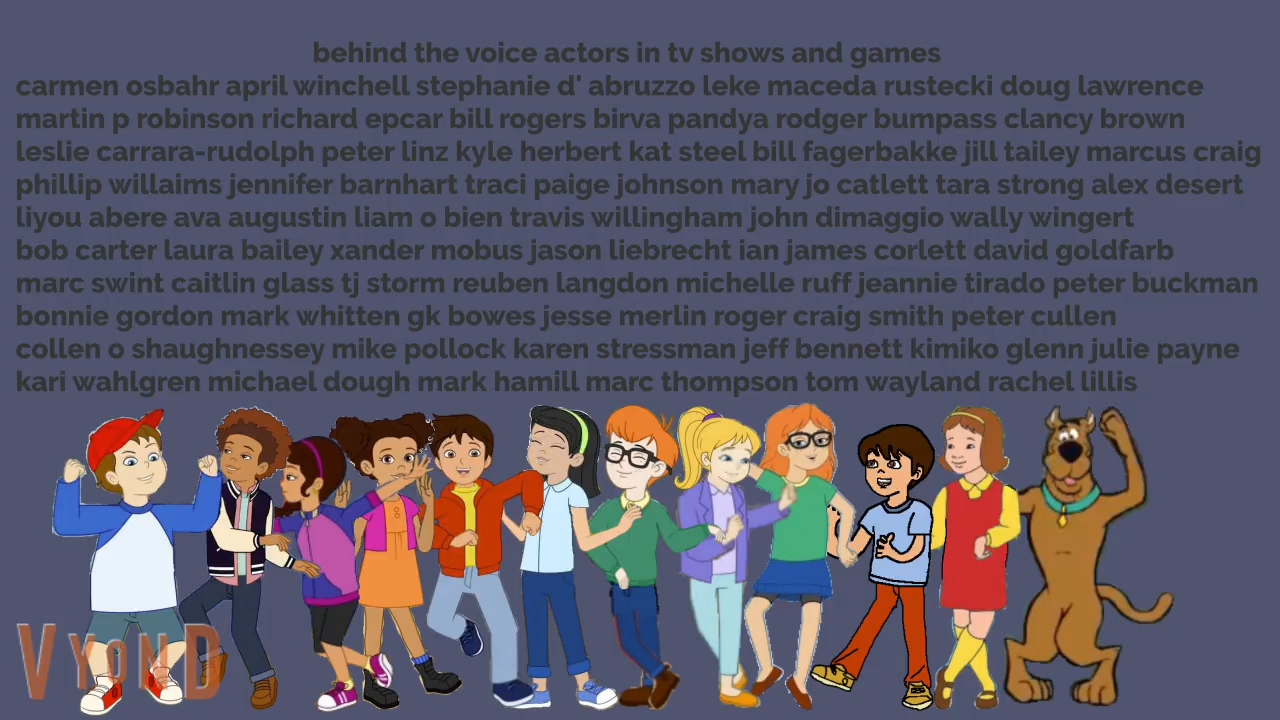 behind the voice actors in tv shows and games
carmen osbahr april winchell stephanie d' abruzzo leke maceda rustecki doug lawrence
martin p robinson richard epcar bill rogers birva pandya rodger bumpass clancy brown
leslie carrara-rudolph peter linz kyle herbert kat steel bill fagerbakke jill tailey marcus craig
phillip willaims jennifer barnhart traci paige johnson mary jo catlett tara strong alex desert
liyou abere ava augustin liam o bien travis willingham john dimaggio wally wingert
bob carter laura bailey xander mobus jason liebrecht ian james corlett david goldfarb
marc swint caitlin glass tj storm reuben langdon michelle ruff jeannie tirado peter buckman
bonnie gordon mark whitten gk bowes jesse merlin roger craig smith peter cullen
collen o shaughnessey mike pollock karen stressman jeff bennett kimiko glenn julie payne
kari wahlgren michael dough mark hamill marc thompson tom wayland rachel lillis
VYOND